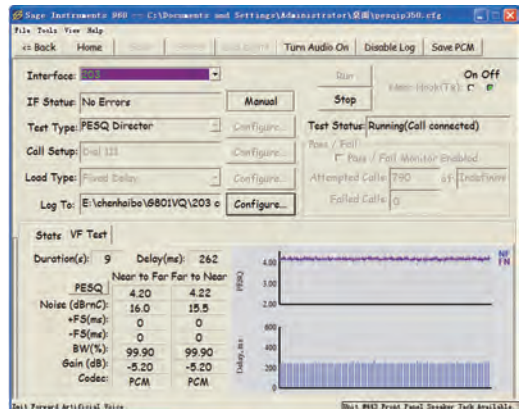 Sage Instruments 960 -- C:\Documents and Settings\Administrator\桌面\pesqip350.cfg
File Tools View Help
<< Back Home Turn Audio On Disable Log Save PCM
Interface: 203 Run On Off
IF Status: No Errors Manual Stop
Test Type: PESQ Director Configure... Test Status: Running(Call connected)
Call Setup: Dial III Configure... Pass / Fail
Pass / Fail Monitor Enabled
Load Type: Fixed Delay Configure... Attempted Calls: 790 of Indefinite
Log To: E:\chenhaibo\G801VQ\203 c Configure... Failed Calls: 0
Stats VF Test
Duration(s): 9 Delay(ms): 262
Near to Far Far to Near
PESQ 4.20 4.22
Noise (dBrnC): 16.0 15.5
+FS(ms): 0 0
-FS(ms): 0 0
BW(%): 99.90 99.90
Gain (dB): -5.20 -5.20
Codec: PCM PCM
NF
FN
PESQ
4.00
3.00
2.00
Delay, ms
600
400
200
0
Init Forward Artificial Voice Unit #403 Front Panel Speaker Task Available